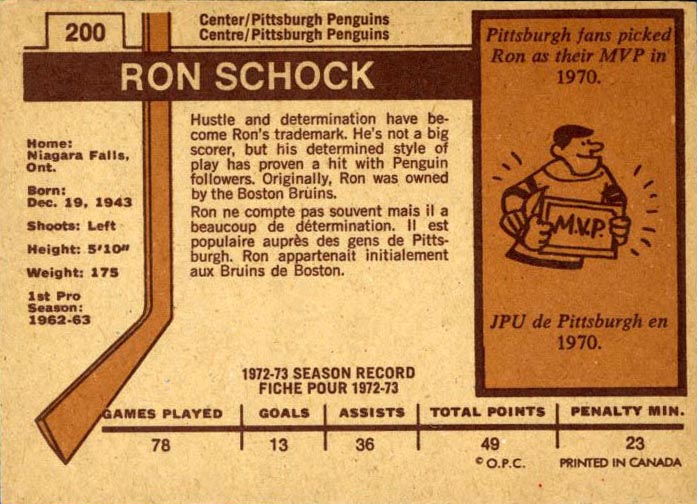 200
Center/Pittsburgh Penguins
Centre/Pittsburgh Penguins
RON SCHOCK
Home:
Niagara Falls,
Ont.
Born:
Dec. 19, 1943
Shoots: Left
Height: 5'10"
Weight: 175
1st Pro
Season:
1962-63
Hustle and determination have be-
come Ron's trademark. He's not a big
scorer, but his determined style of
play has proven a hit with Penguin
followers. Originally, Ron was owned
by the Boston Bruins.
Ron ne compte pas souvent mais il a
beaucoup de détermination. Il est
populaire auprès des gens de Pitts-
burgh. Ron appartenait initialement
aux Bruins de Boston.
Pittsburgh fans picked
Ron as their MVP in
1970.
M.V.P.
JPU de Pittsburgh en
1970.
1972-73 SEASON RECORD
FICHE POUR 1972-73
GAMES PLAYED GOALS ASSISTS TOTAL POINTS PENALTY MIN.
78 13 36 49 23
© O.P.C. PRINTED IN CANADA